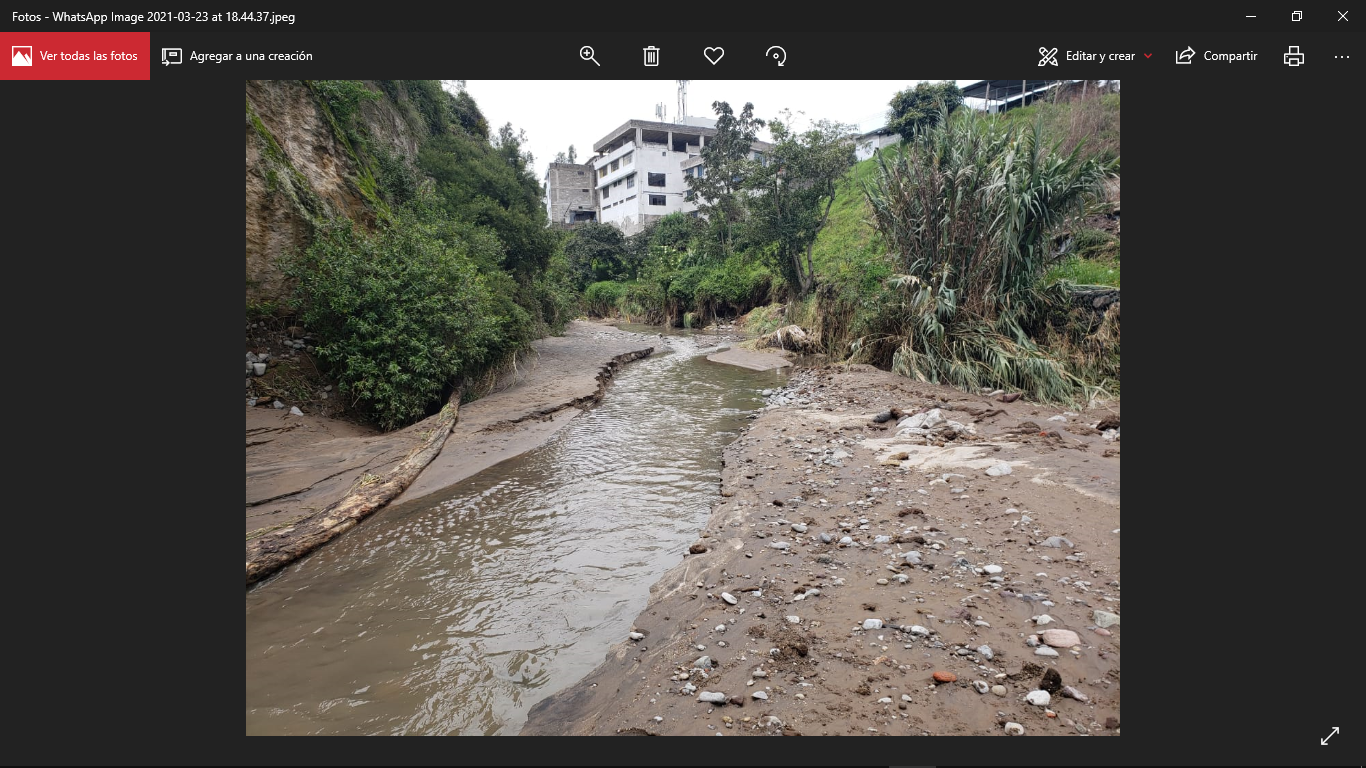 Fotos - WhatsApp Image 2021-03-23 at 18.44.37.jpeg
Ver todas las fotos
Agregar a una creación
Editar y crear
Compartir